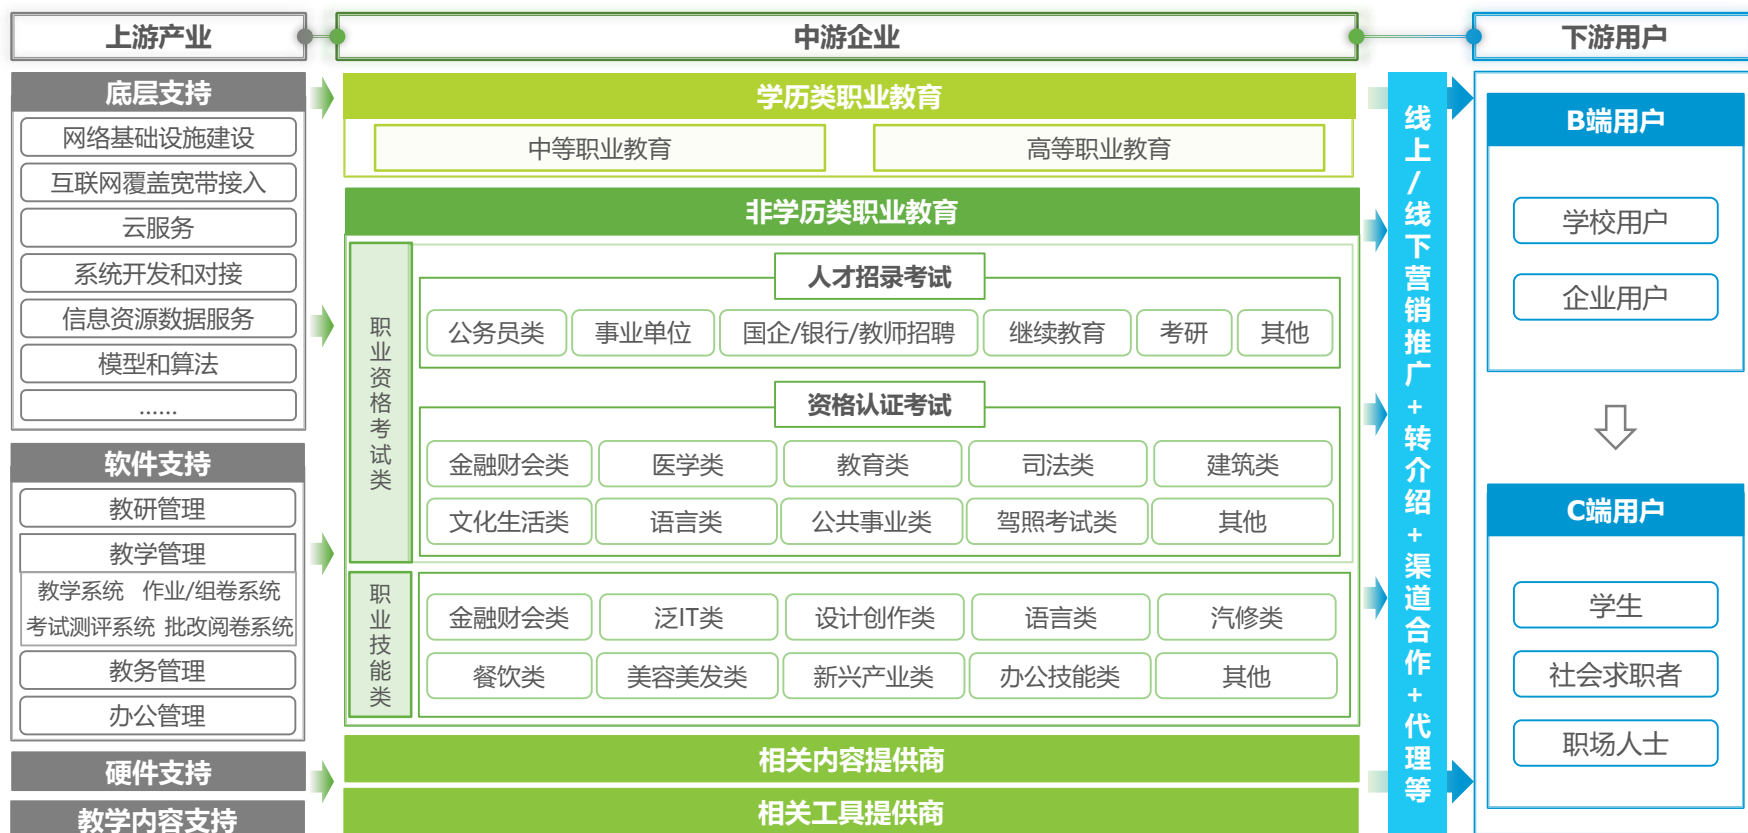 上游产业
中游企业
下游用户
底层支持
网络基础设施建设
互联网覆盖宽带接入
云服务
系统开发和对接
信息资源数据服务
模型和算法
......
软件支持
教研管理
教学管理
教学系统 作业/组卷系统
考试测评系统 批改阅卷系统
教务管理
办公管理
硬件支持
教学内容支持
学历类职业教育
中等职业教育
高等职业教育
非学历类职业教育
职业资格考试类
人才招录考试
公务员类
事业单位
国企/银行/教师招聘
继续教育
考研
其他
资格认证考试
金融财会类
医学类
教育类
司法类
建筑类
文化生活类
语言类
公共事业类
驾照考试类
其他
职业技能类
金融财会类
泛IT类
设计创作类
语言类
汽修类
餐饮类
美容美发类
新兴产业类
办公技能类
其他
相关内容提供商
相关工具提供商
线上/线下营销推广+转介绍+渠道合作+代理等
B端用户
学校用户
企业用户
C端用户
学生
社会求职者
职场人士